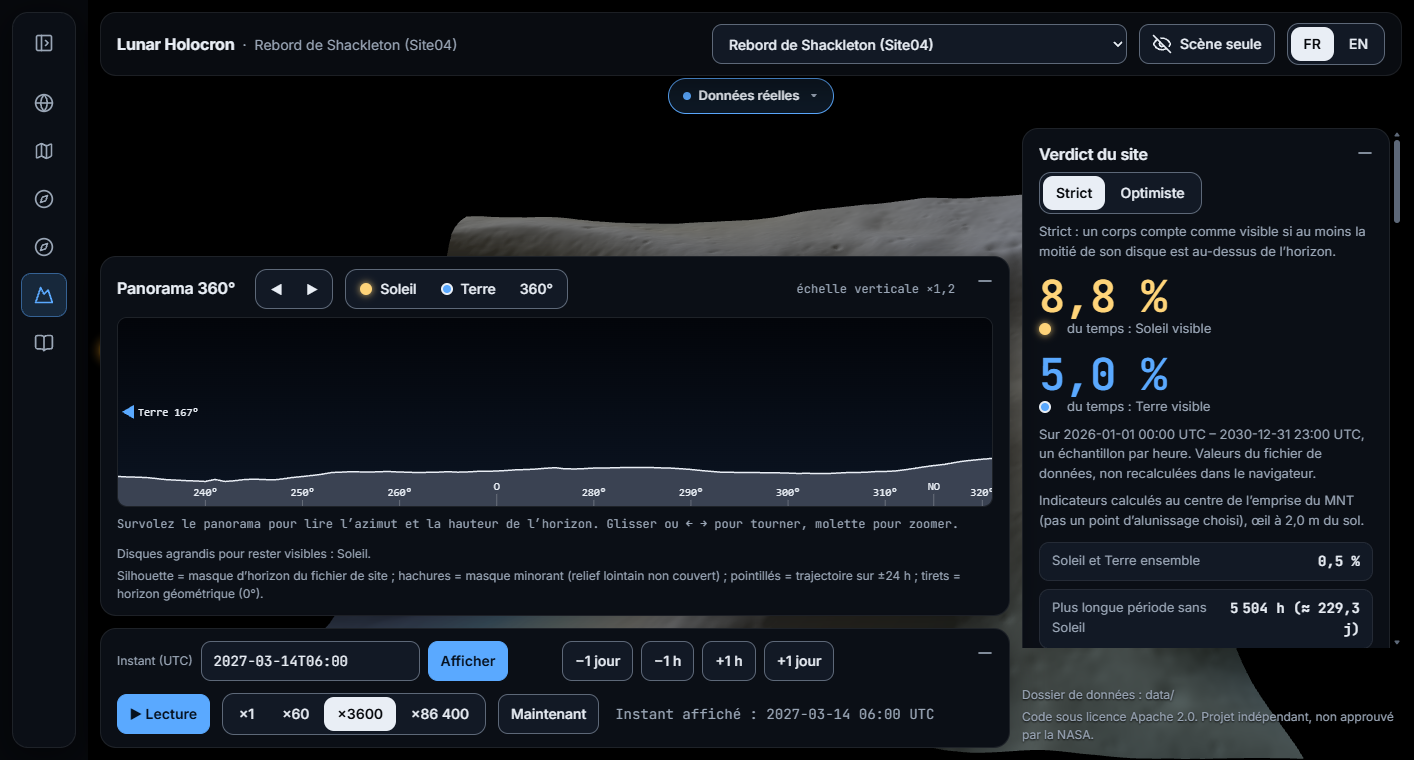 Lunar Holocron · Rebord de Shackleton (Site04)
Rebord de Shackleton (Site04)
Scène seule
FR EN
Données réelles
Panorama 360°
◀ ▶
Soleil Terre 360°
échelle verticale ×1,2
Terre 167°
240° 250° 260° O 280° 290° 300° 310° NO 320°
Survolez le panorama pour lire l’azimut et la hauteur de l’horizon. Glisser ou ← → pour tourner, molette pour zoomer.
Disques agrandis pour rester visibles : Soleil.
Silhouette = masque d’horizon du fichier de site ; hachures = masque minorant (relief lointain non couvert) ; pointillés = trajectoire sur ±24 h ; tirets =
horizon géométrique (0°).
Instant (UTC) 2027-03-14T06:00 Afficher −1 jour −1 h +1 h +1 jour
▶ Lecture ×1 ×60 ×3600 ×86 400 Maintenant Instant affiché : 2027-03-14 06:00 UTC
Verdict du site
Strict Optimiste
Strict : un corps compte comme visible si au moins la
moitié de son disque est au-dessus de l’horizon.
8,8 %
du temps : Soleil visible
5,0 %
du temps : Terre visible
Sur 2026-01-01 00:00 UTC – 2030-12-31 23:00 UTC,
un échantillon par heure. Valeurs du fichier de
données, non recalculées dans le navigateur.
Indicateurs calculés au centre de l’emprise du MNT
(pas un point d’alunissage choisi), œil à 2,0 m du sol.
Soleil et Terre ensemble 0,5 %
Plus longue période sans 5 504 h (≈ 229,3
Soleil j)
Dossier de données : data/
Code sous licence Apache 2.0. Projet indépendant, non approuvé
par la NASA.